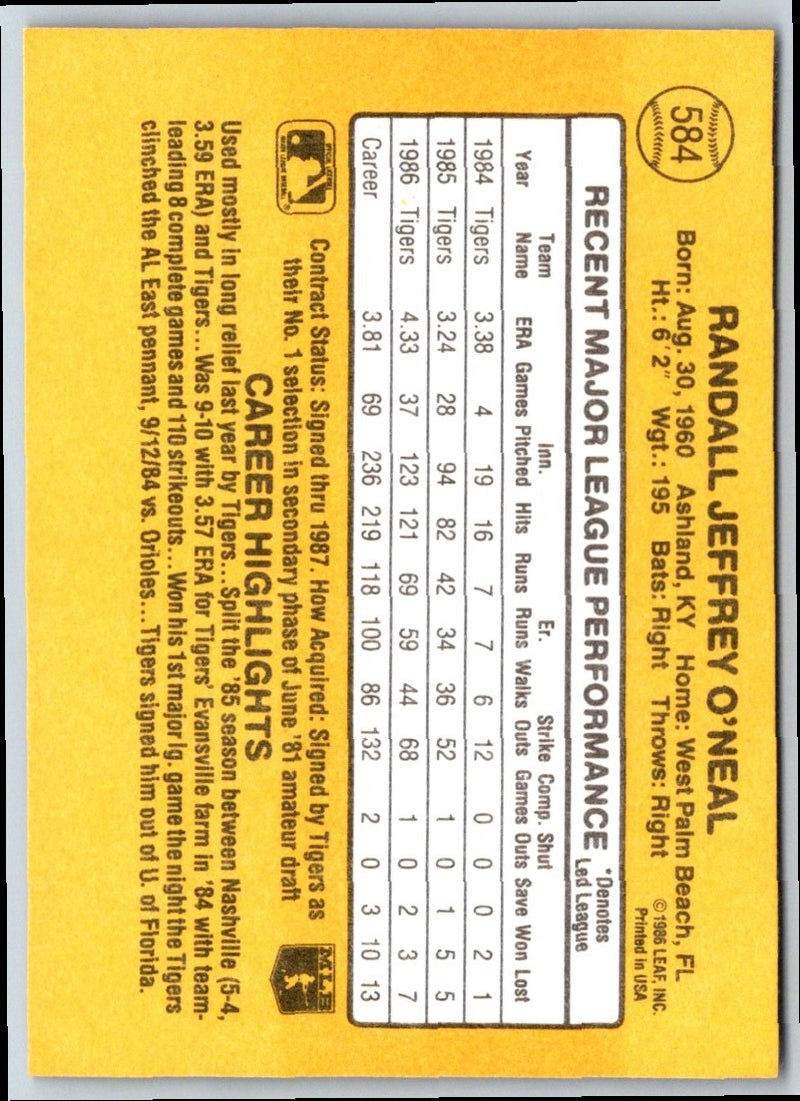 584
RANDALL JEFFREY O'NEAL
Born: Aug. 30, 1960 Ashland, KY Home: West Palm Beach, FL
Ht.: 6'2" Wgt.: 195 Bats: Right Throws: Right
©1986 LEAF, INC.
Printed in USA
RECENT MAJOR LEAGUE PERFORMANCE
*Denotes
Led League
Team Inn. Er. Strike Comp. Shut
Year Name ERA Games Pitched Hits Runs Runs Walks Outs Games Outs Save Won Lost
1984 Tigers 3.38 4 19 16 7 7 6 12 0 0 0 2 1
1985 Tigers 3.24 28 94 82 42 34 36 52 1 0 1 5 5
1986 Tigers 4.33 37 123 121 69 59 44 68 1 0 2 3 7
Career 3.81 69 236 219 118 100 86 132 2 0 3 10 13
Contract Status: Signed thru 1987. How Acquired: Signed by Tigers as
their No. 1 selection in secondary phase of June '81 amateur draft
MLB
CAREER HIGHLIGHTS
Used mostly in long relief last year by Tigers...Split the '85 season between Nashville (5-4,
3.59 ERA) and Tigers...Was 9-10 with 3.57 ERA for Tigers' Evansville farm in '84 with team-
leading 8 complete games and 110 strikeouts...Won his 1st major lg. game the night the Tigers
clinched the AL East pennant, 9/12/84 vs. Orioles...Tigers signed him out of U. of Florida.